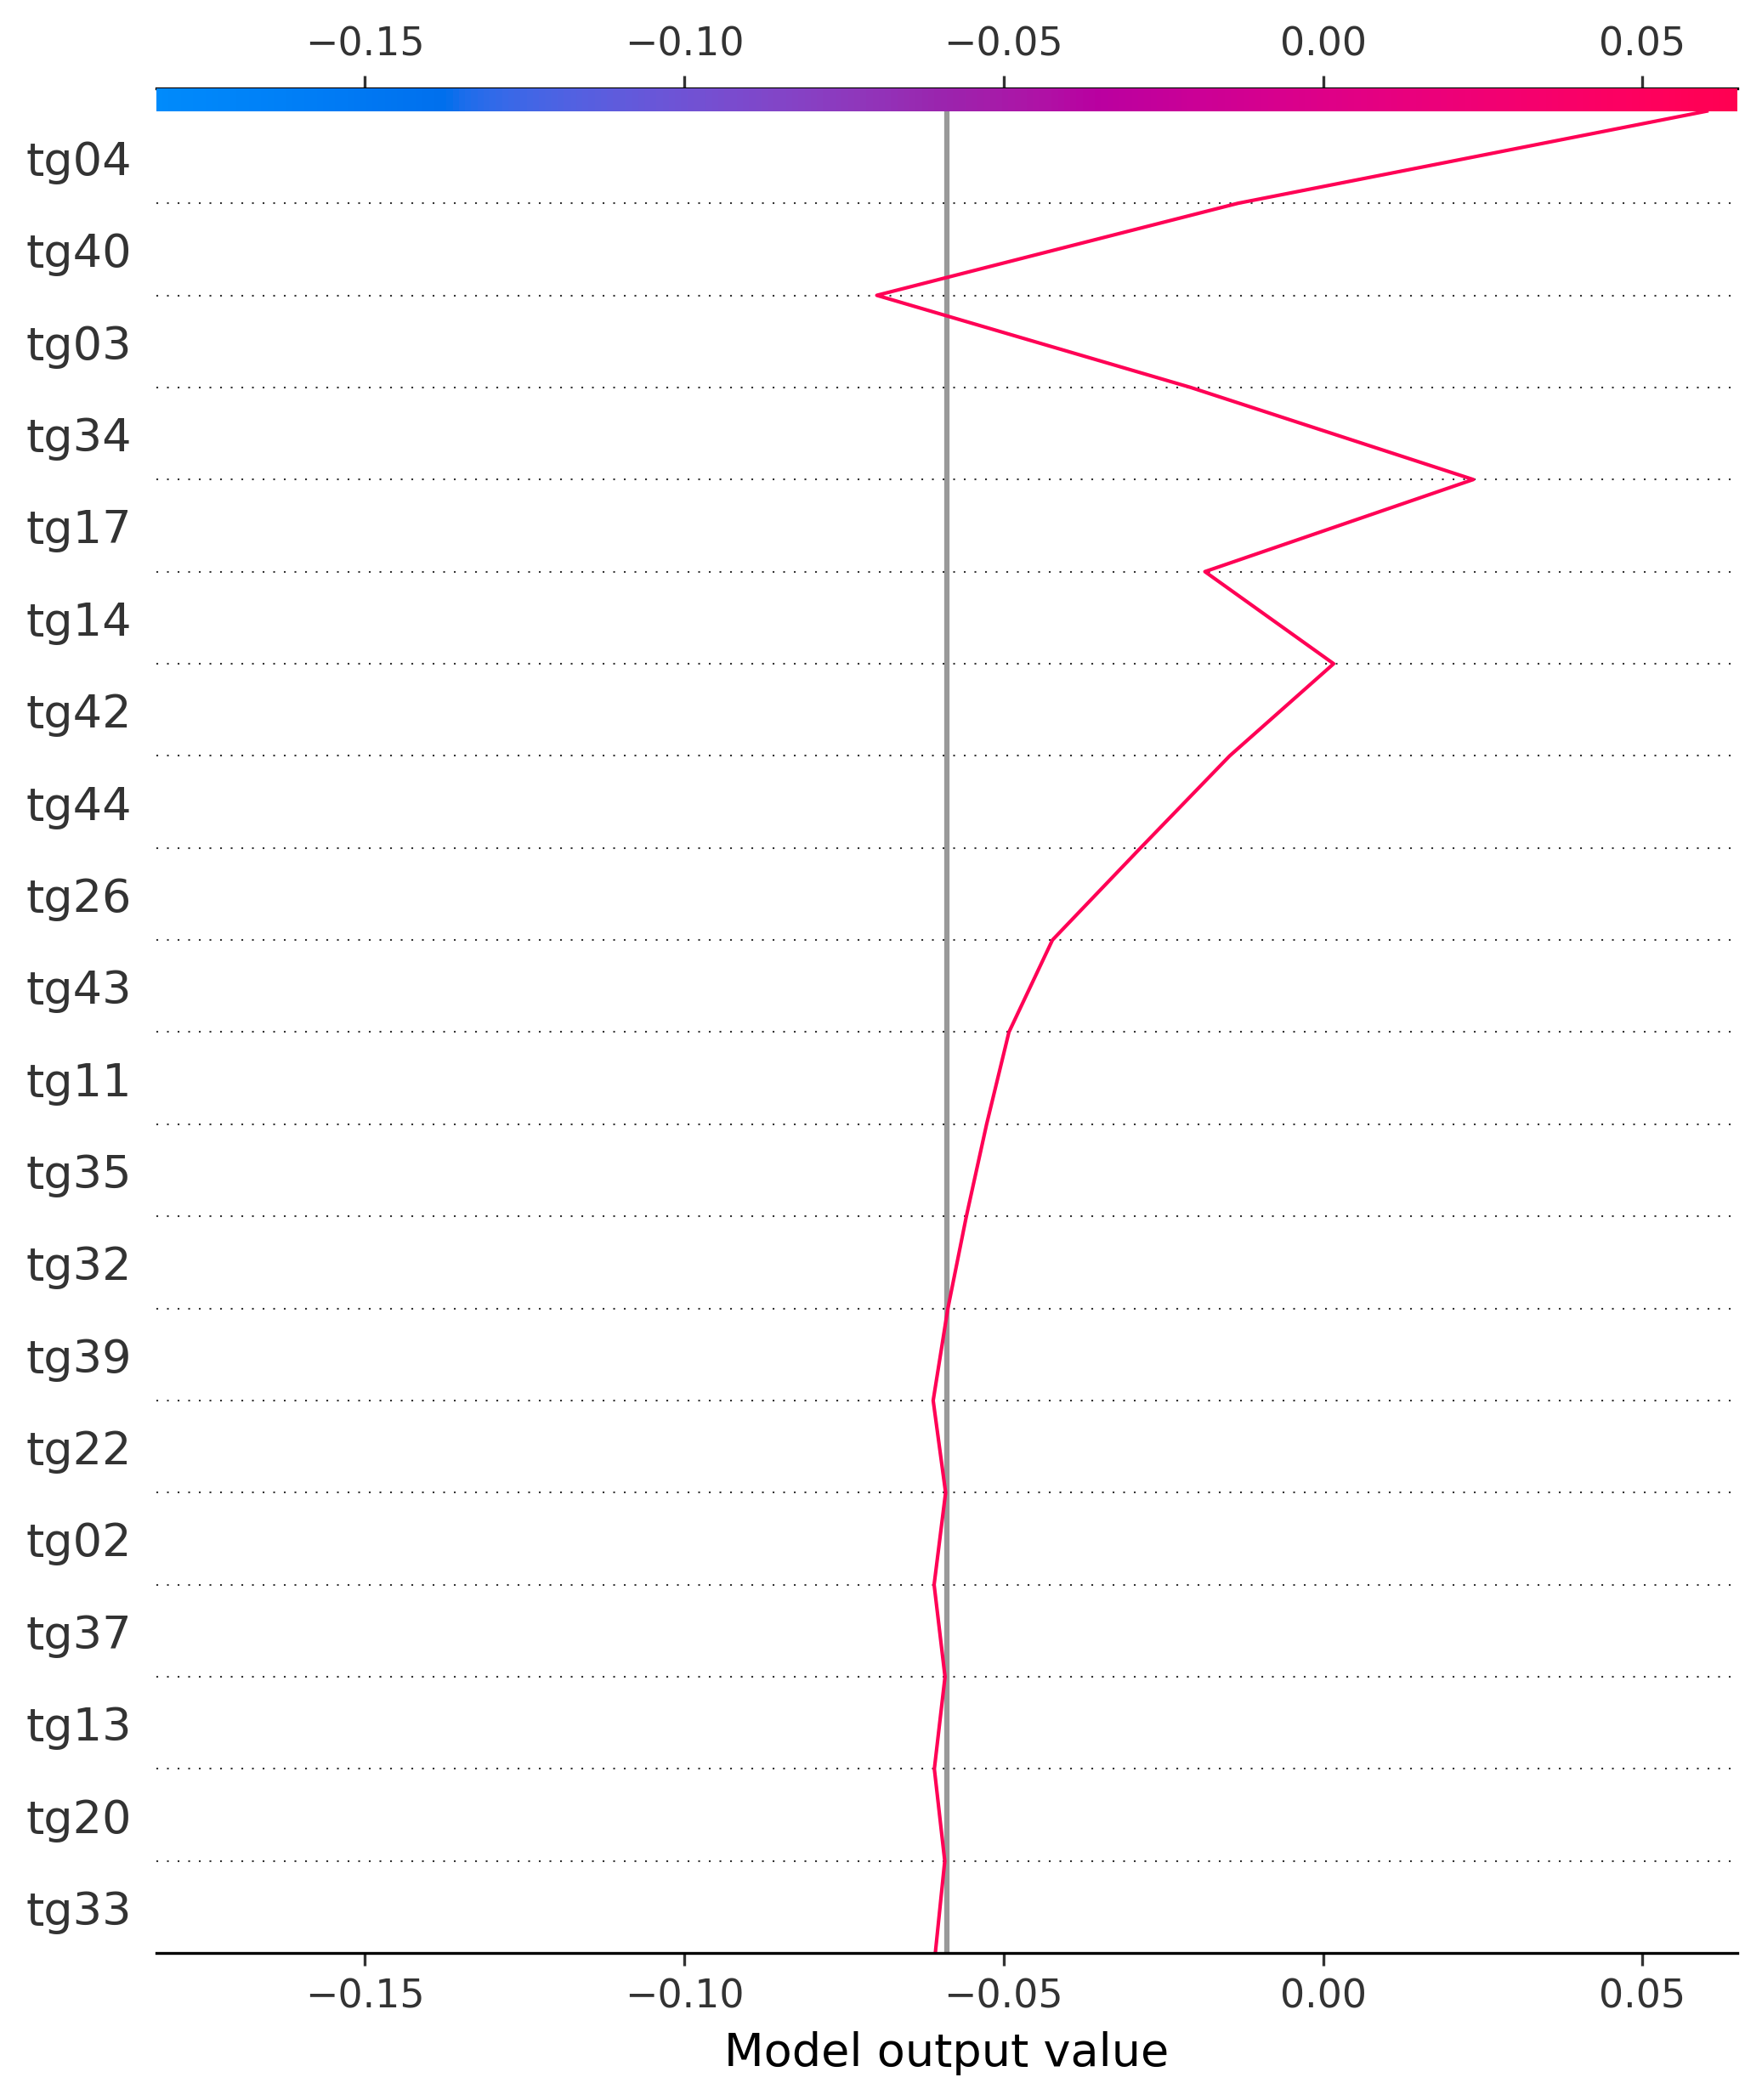 −0.15 −0.10 −0.05 0.00 0.05
tg04
tg40
tg03
tg34
tg17
tg14
tg42
tg44
tg26
tg43
tg11
tg35
tg32
tg39
tg22
tg02
tg37
tg13
tg20
tg33
−0.15 −0.10 −0.05 0.00 0.05
Model output value